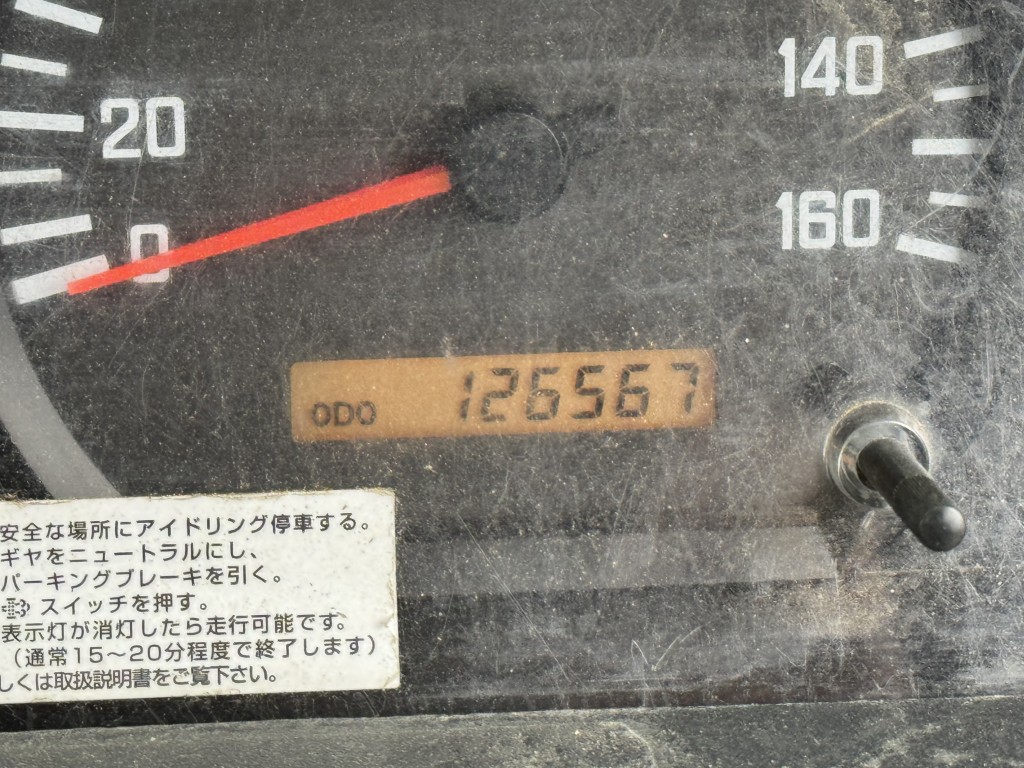 140
20
160
0
ODO 126567
安全な場所にアイドリング停車する。
ギヤをニュートラルにし、
パーキングブレーキを引く。
スイッチを押す。
表示灯が消灯したら走行可能です。
（通常15〜20分程度で終了します）
しくは取扱説明書をご覧下さい。